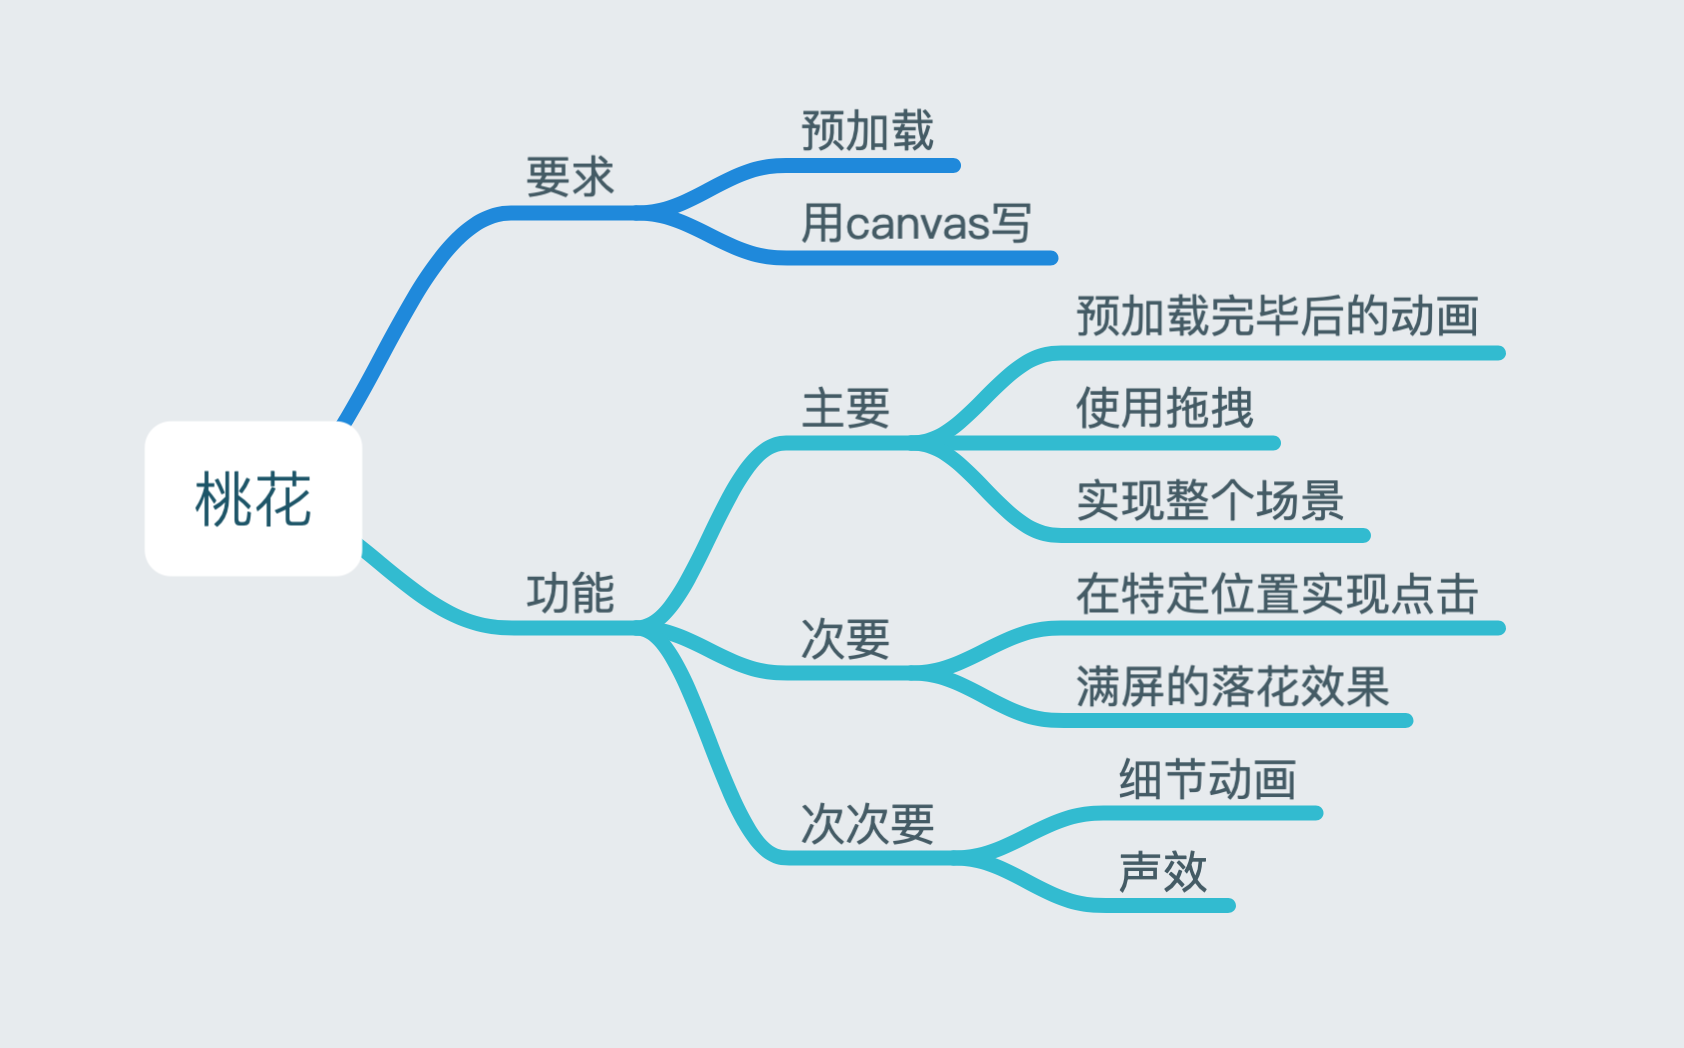 预加载
要求
用canvas写
预加载完毕后的动画
主要
使用拖拽
实现整个场景
桃花
功能
在特定位置实现点击
次要
满屏的落花效果
细节动画
次次要
声效